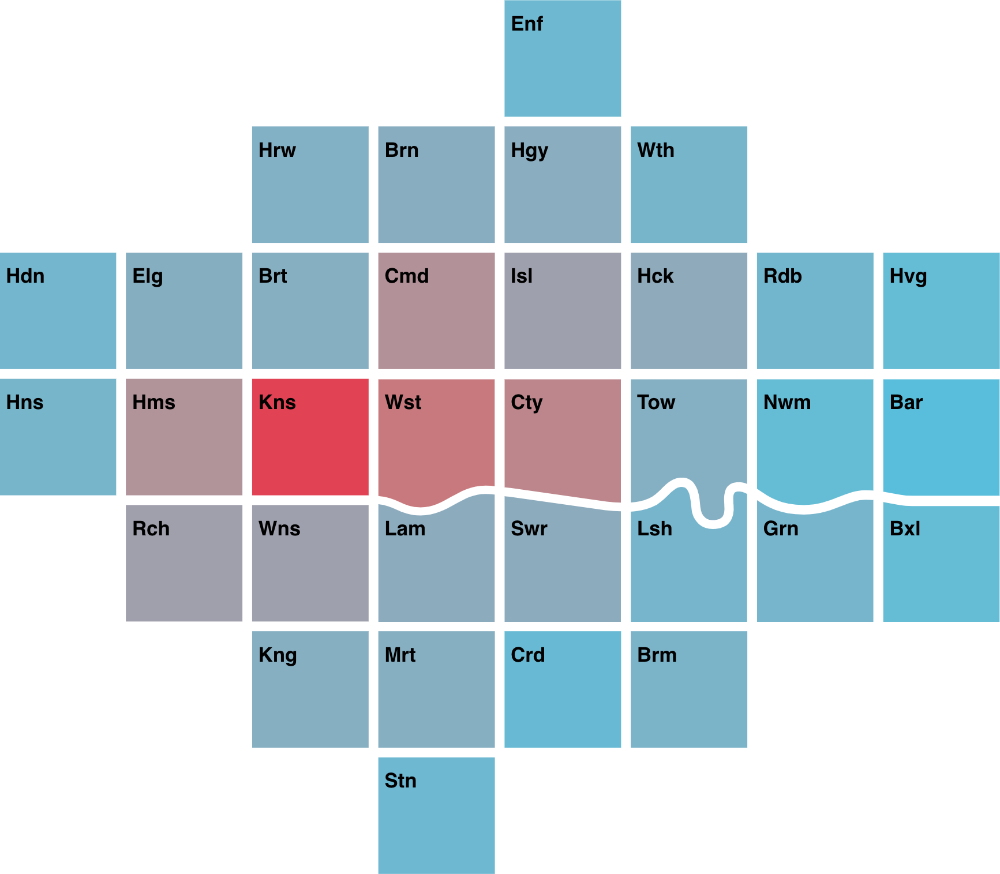 Enf
Hrw
Brn
Hgy
Wth
Hdn
Elg
Brt
Cmd
Isl
Hck
Rdb
Hvg
Hns
Hms
Kns
Wst
Cty
Tow
Nwm
Bar
Rch
Wns
Lam
Swr
Lsh
Grn
Bxl
Kng
Mrt
Crd
Brm
Stn